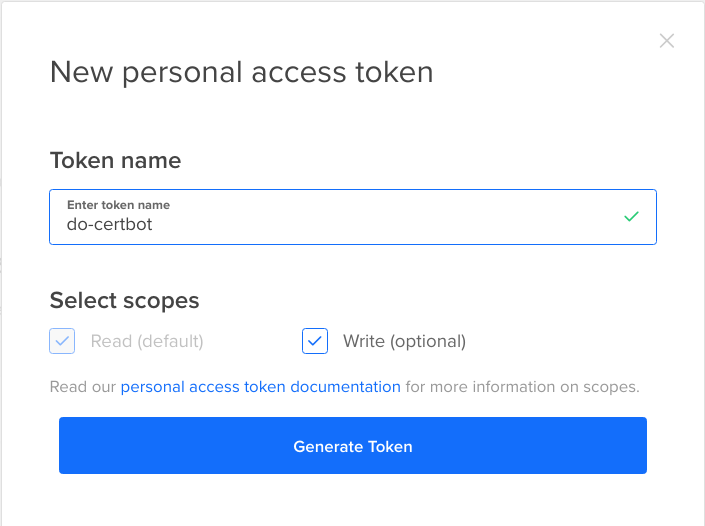 New personal access token
Token name
Enter token name
do-certbot
Select scopes
Read (default) Write (optional)
Read our personal access token documentation for more information on scopes.
Generate Token